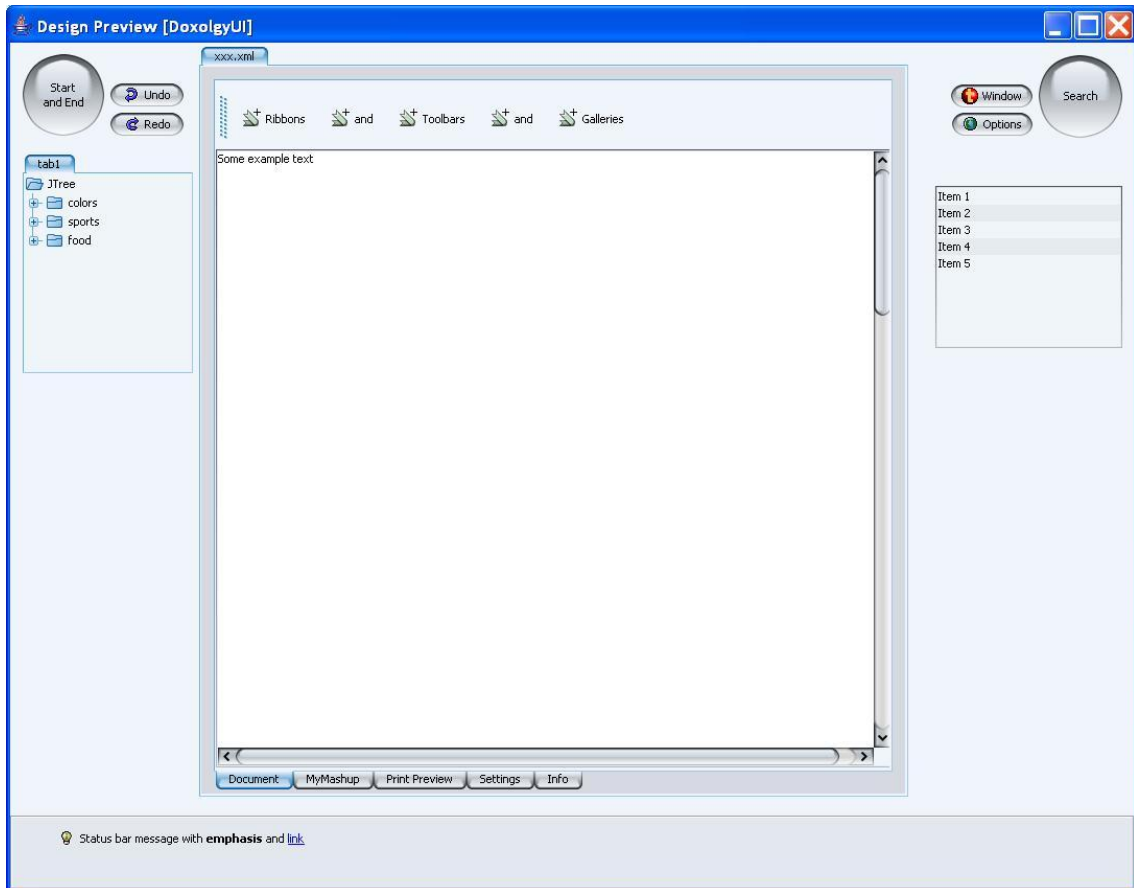 Design Preview [DoxolgyUI]
xxx.xml
Start
and End
Undo
Redo
Ribbons and Toolbars and Galleries
Window
Options
Search
tab1
JTree
colors
sports
food
Some example text
Item 1
Item 2
Item 3
Item 4
Item 5
Document MyMashup Print Preview Settings Info
Status bar message with emphasis and link